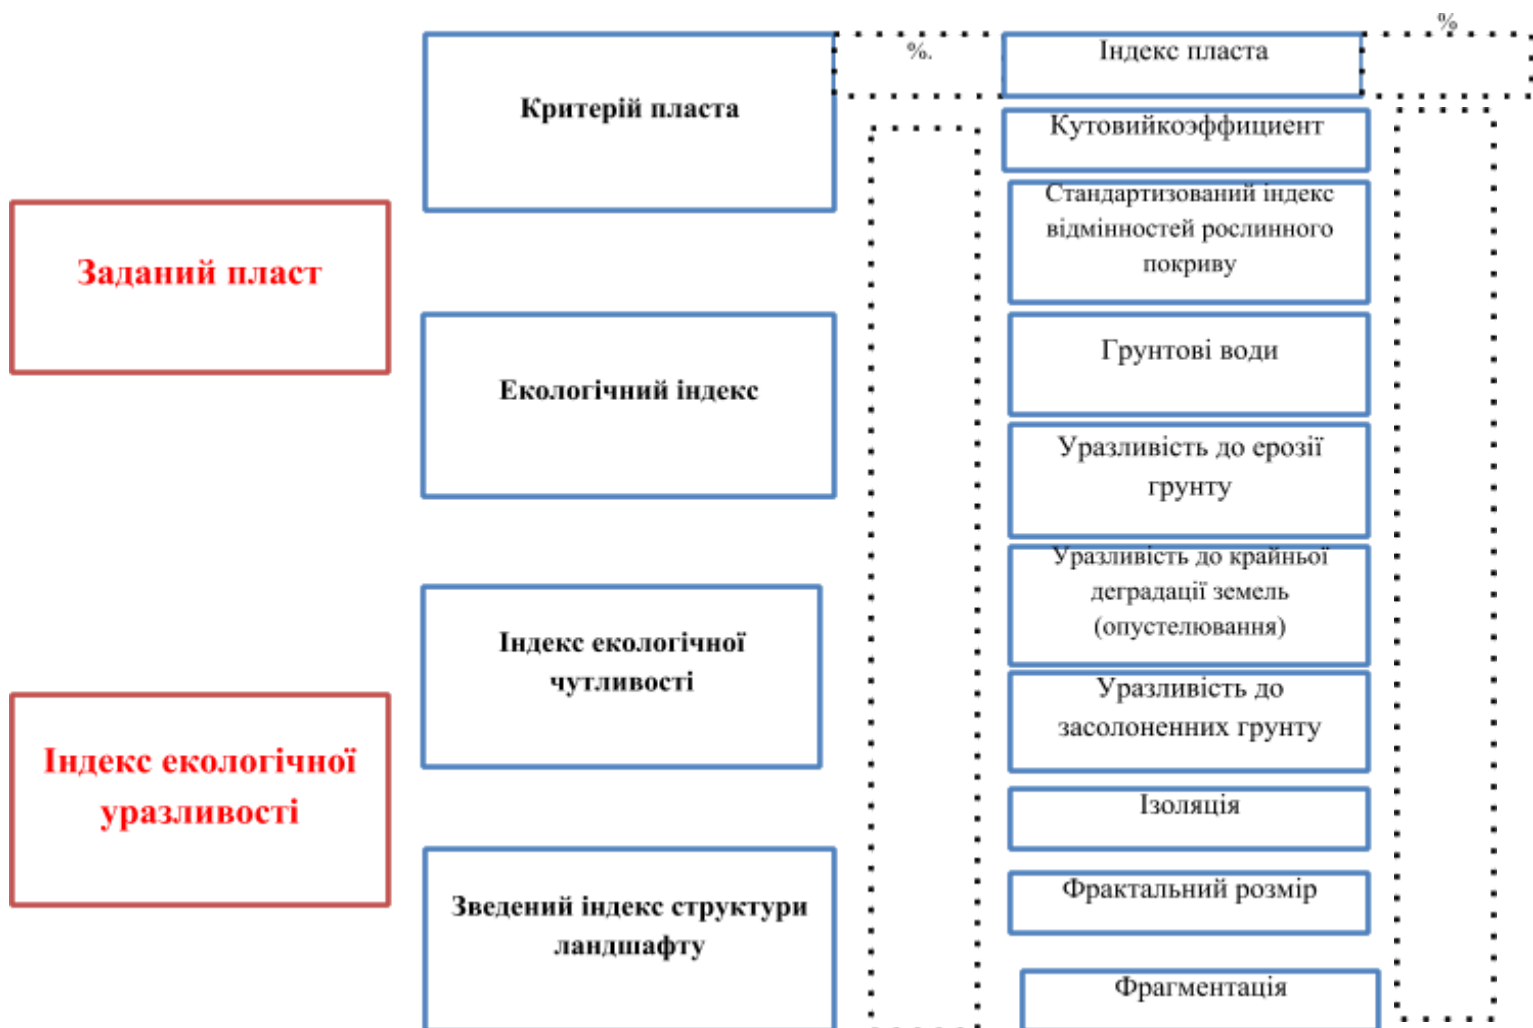 Заданий пласт
Індекс екологічної
уразливості
Критерій пласта
Екологічний індекс
Індекс екологічної
чутливості
Зведений індекс структури
ландшафту
%.
Індекс пласта
%
Кутовийкоэффициент
Стандартизований індекс
відмінностей рослинного
покриву
Грунтові води
Уразливість до ерозії
грунту
Уразливість до крайньої
деградації земель
(опустелювання)
Уразливість до
засолоненних грунту
Ізоляція
Фрактальний розмір
Фрагментація